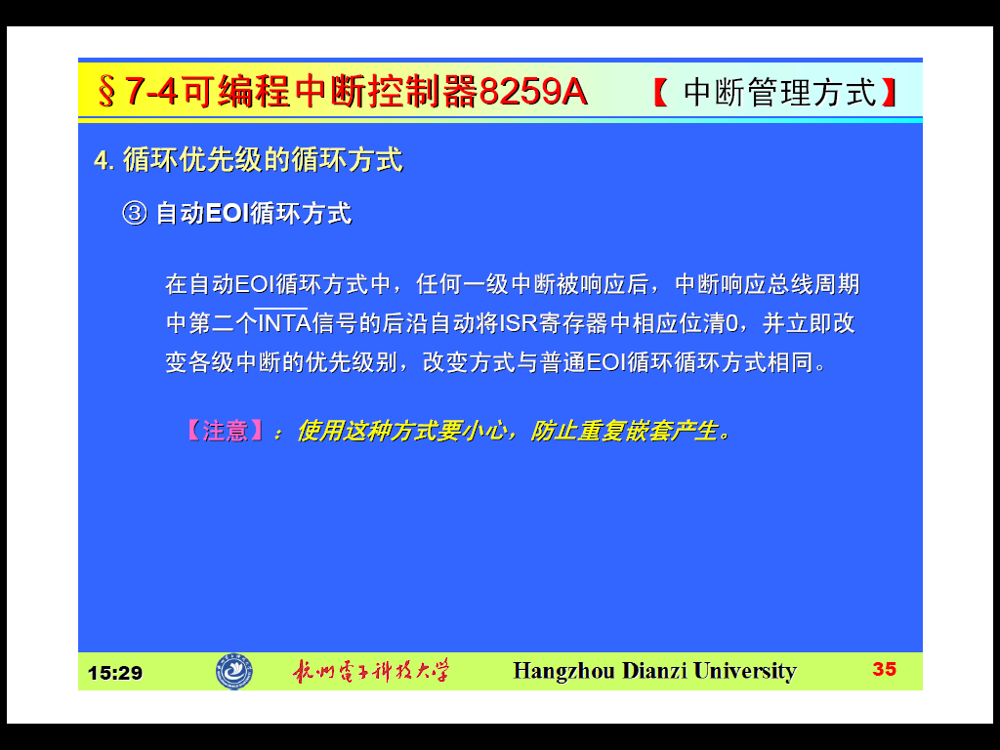 §7-4可编程中断控制器8259A 【 中断管理方式】
4. 循环优先级的循环方式
③ 自动EOI循环方式
在自动EOI循环方式中，任何一级中断被响应后，中断响应总线周期
中第二个INTA信号的后沿自动将ISR寄存器中相应位清0，并立即改
变各级中断的优先级别，改变方式与普通EOI循环循环方式相同。
【注意】：使用这种方式要小心，防止重复嵌套产生。
15:29 杭州电子科技大学 Hangzhou Dianzi University 35